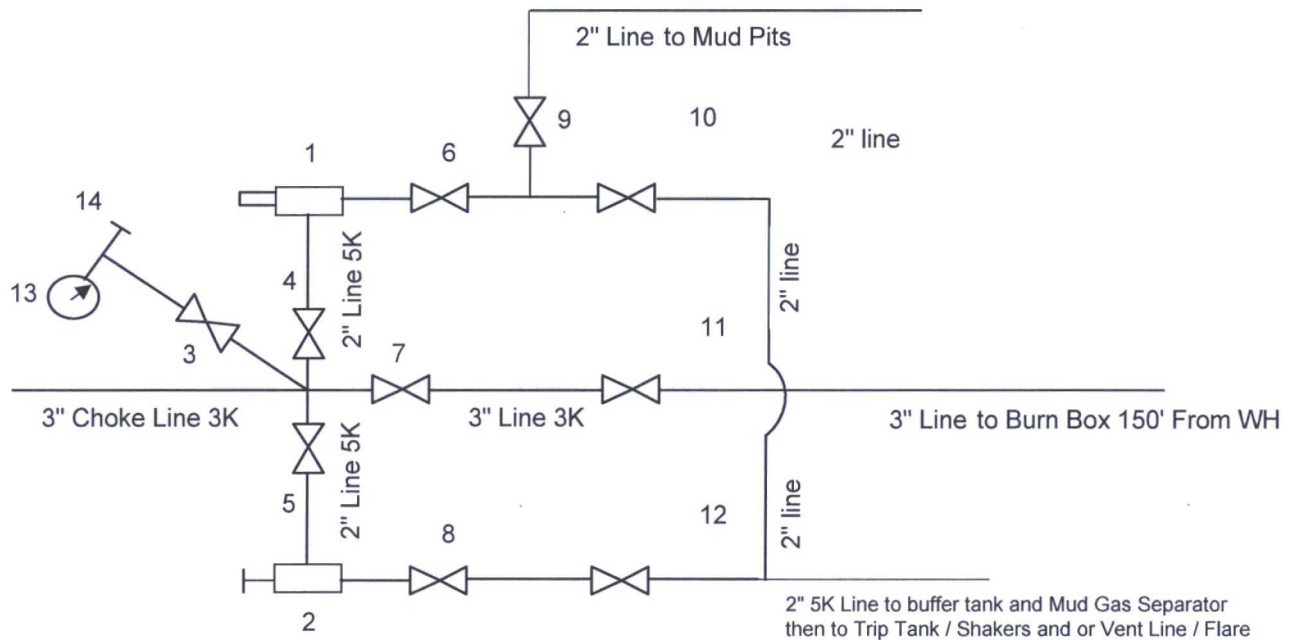 2" Line to Mud Pits
9
10
2" line
1
6
14
4
2" Line 5K
2" line
13
3
11
7
3" Choke Line 3K
3" Line 3K
3" Line to Burn Box 150' From WH
5
2" Line 5K
12
2" line
8
2
2" 5K Line to buffer tank and Mud Gas Separator
then to Trip Tank / Shakers and or Vent Line / Flare